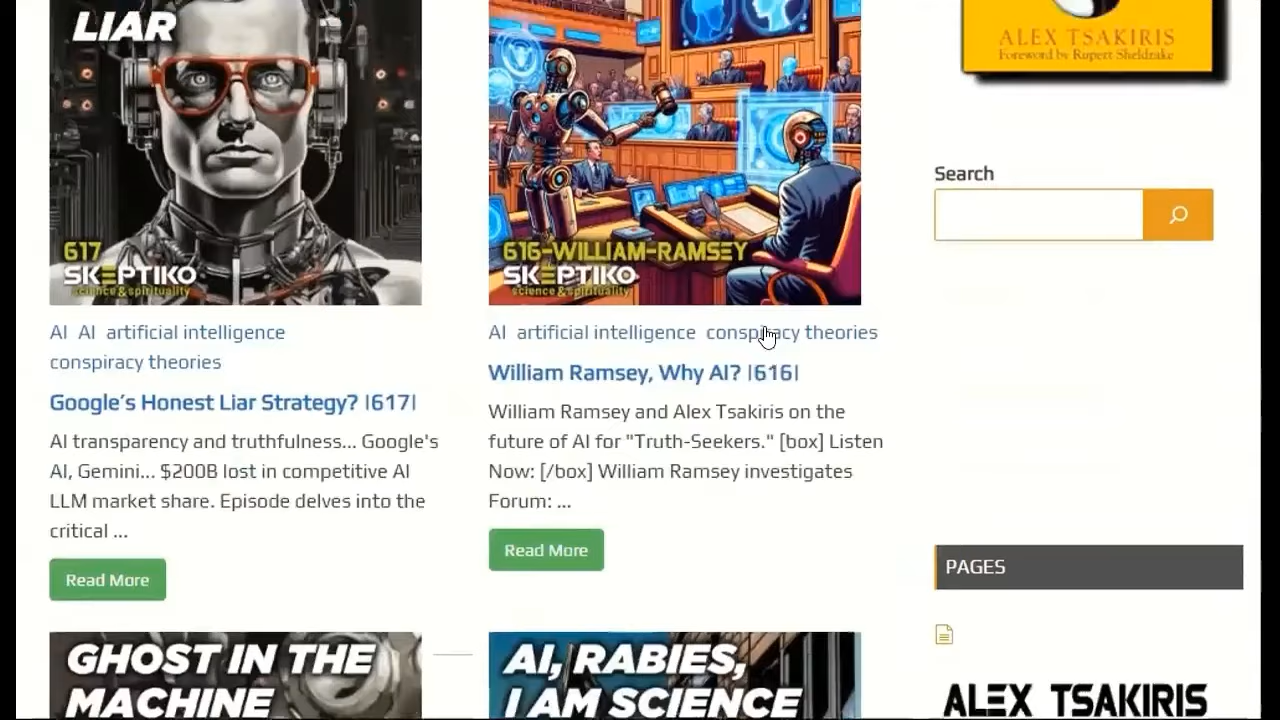 LIAR
617
SKEPTIKO
science & spirituality
AI AI artificial intelligence
conspiracy theories
Google's Honest Liar Strategy? |617|
AI transparency and truthfulness... Google's
AI, Gemini... $200B lost in competitive AI
LLM market share. Episode delves into the
critical ...
Read More
GHOST IN THE
MACHINE
616-WILLIAM-RAMSEY
SKEPTIKO
science & spirituality
AI artificial intelligence conspiracy theories
William Ramsey, Why AI? |616|
William Ramsey and Alex Tsakiris on the
future of AI for "Truth-Seekers." [box] Listen
Now: [/box] William Ramsey investigates
Forum: ...
Read More
AI, RABIES,
I AM SCIENCE
ALEX TSAKIRIS
Foreword by Rupert Sheldrake
Search
PAGES
ALEX TSAKIRIS